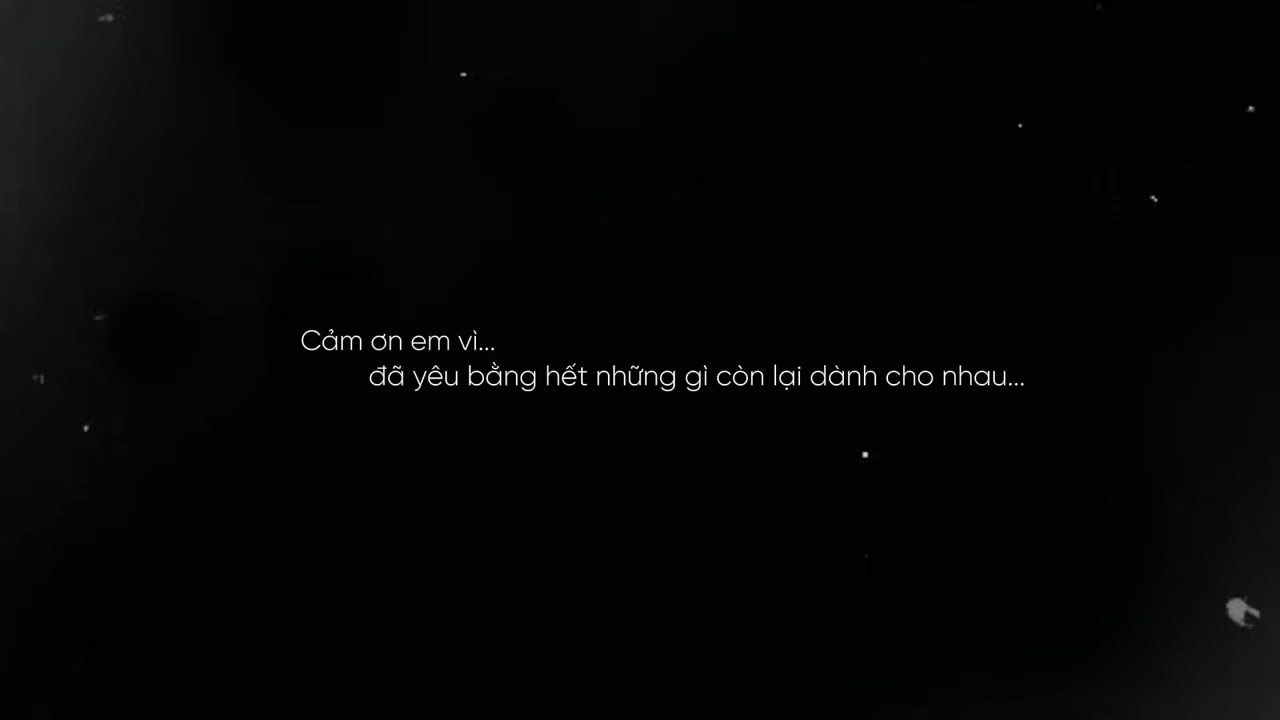 Cảm ơn em vì...
đã yêu bằng hết những gì còn lại dành cho nhau...